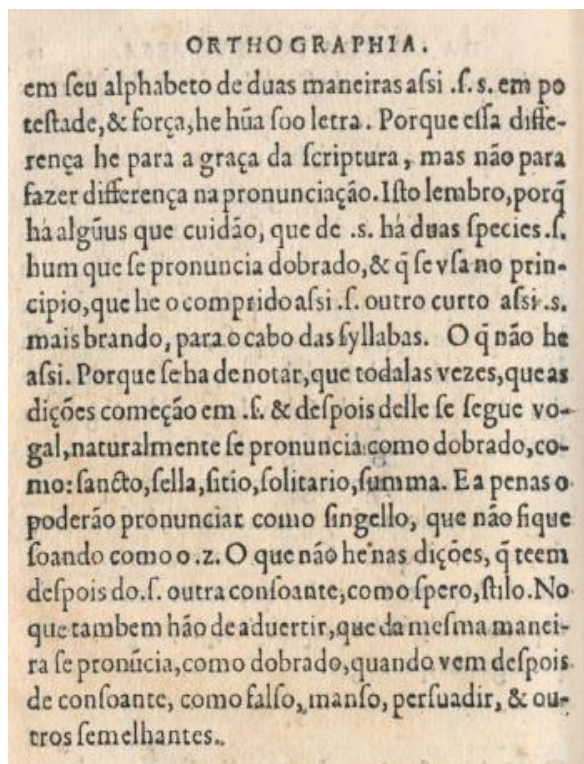 ORTHOGRAPHIA.
em ſeu alphabeto de duas maneiras aſsi .ſ. s. em po
teſtade, & força, he hũa ſoo letra. Porque eſſa diffe-
rença he para a graça da ſcriptura, mas não para
fazer differença na pronunciação. Iſto lembro, porq̃
há algũus que cuidão, que de .s. há duas ſpecies .ſ.
hum que ſe pronuncia dobrado, & q̃ ſe vſa no prin-
cipio, que he o comprido aſsi .ſ. outro curto aſsi .s.
mais brando, para o cabo das ſyllabas. O q̃ não he
aſsi. Porque ſe ha de notar, que todalas vezes, que as
dições começão em .ſ. & deſpois delle ſe ſegue vo-
gal, naturalmente ſe pronuncia como dobrado, co-
mo: ſancto, ſella, ſitio, ſolitario, ſumma. E a penas o
poderão pronunciar como ſingello, que não fique
ſoando como o .z. O que não he nas dições, q̃ teem
deſpois do .ſ. outra conſoante, como ſpero, ſtilo. No
que tambem hão de aduertir, que da meſma manei-
ra ſe pronũcia, como dobrado, quando vem deſpois
de conſoante, como falſo, manſo, perſuadir, & ou-
tros ſemelhantes.